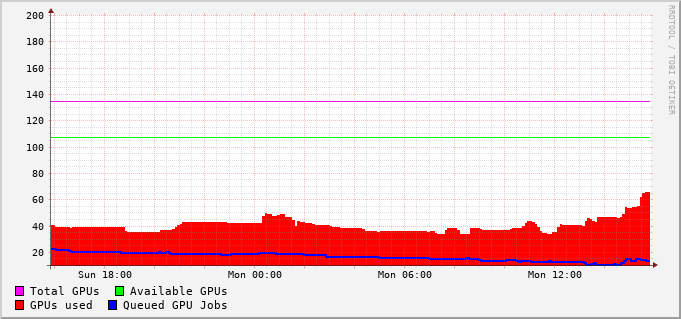 200
180
160
140
120
100
80
60
40
20
Sun 18:00 Mon 00:00 Mon 06:00 Mon 12:00
Total GPUs Available GPUs
GPUs used Queued GPU Jobs
RRDTOOL / TOBI OETIKER